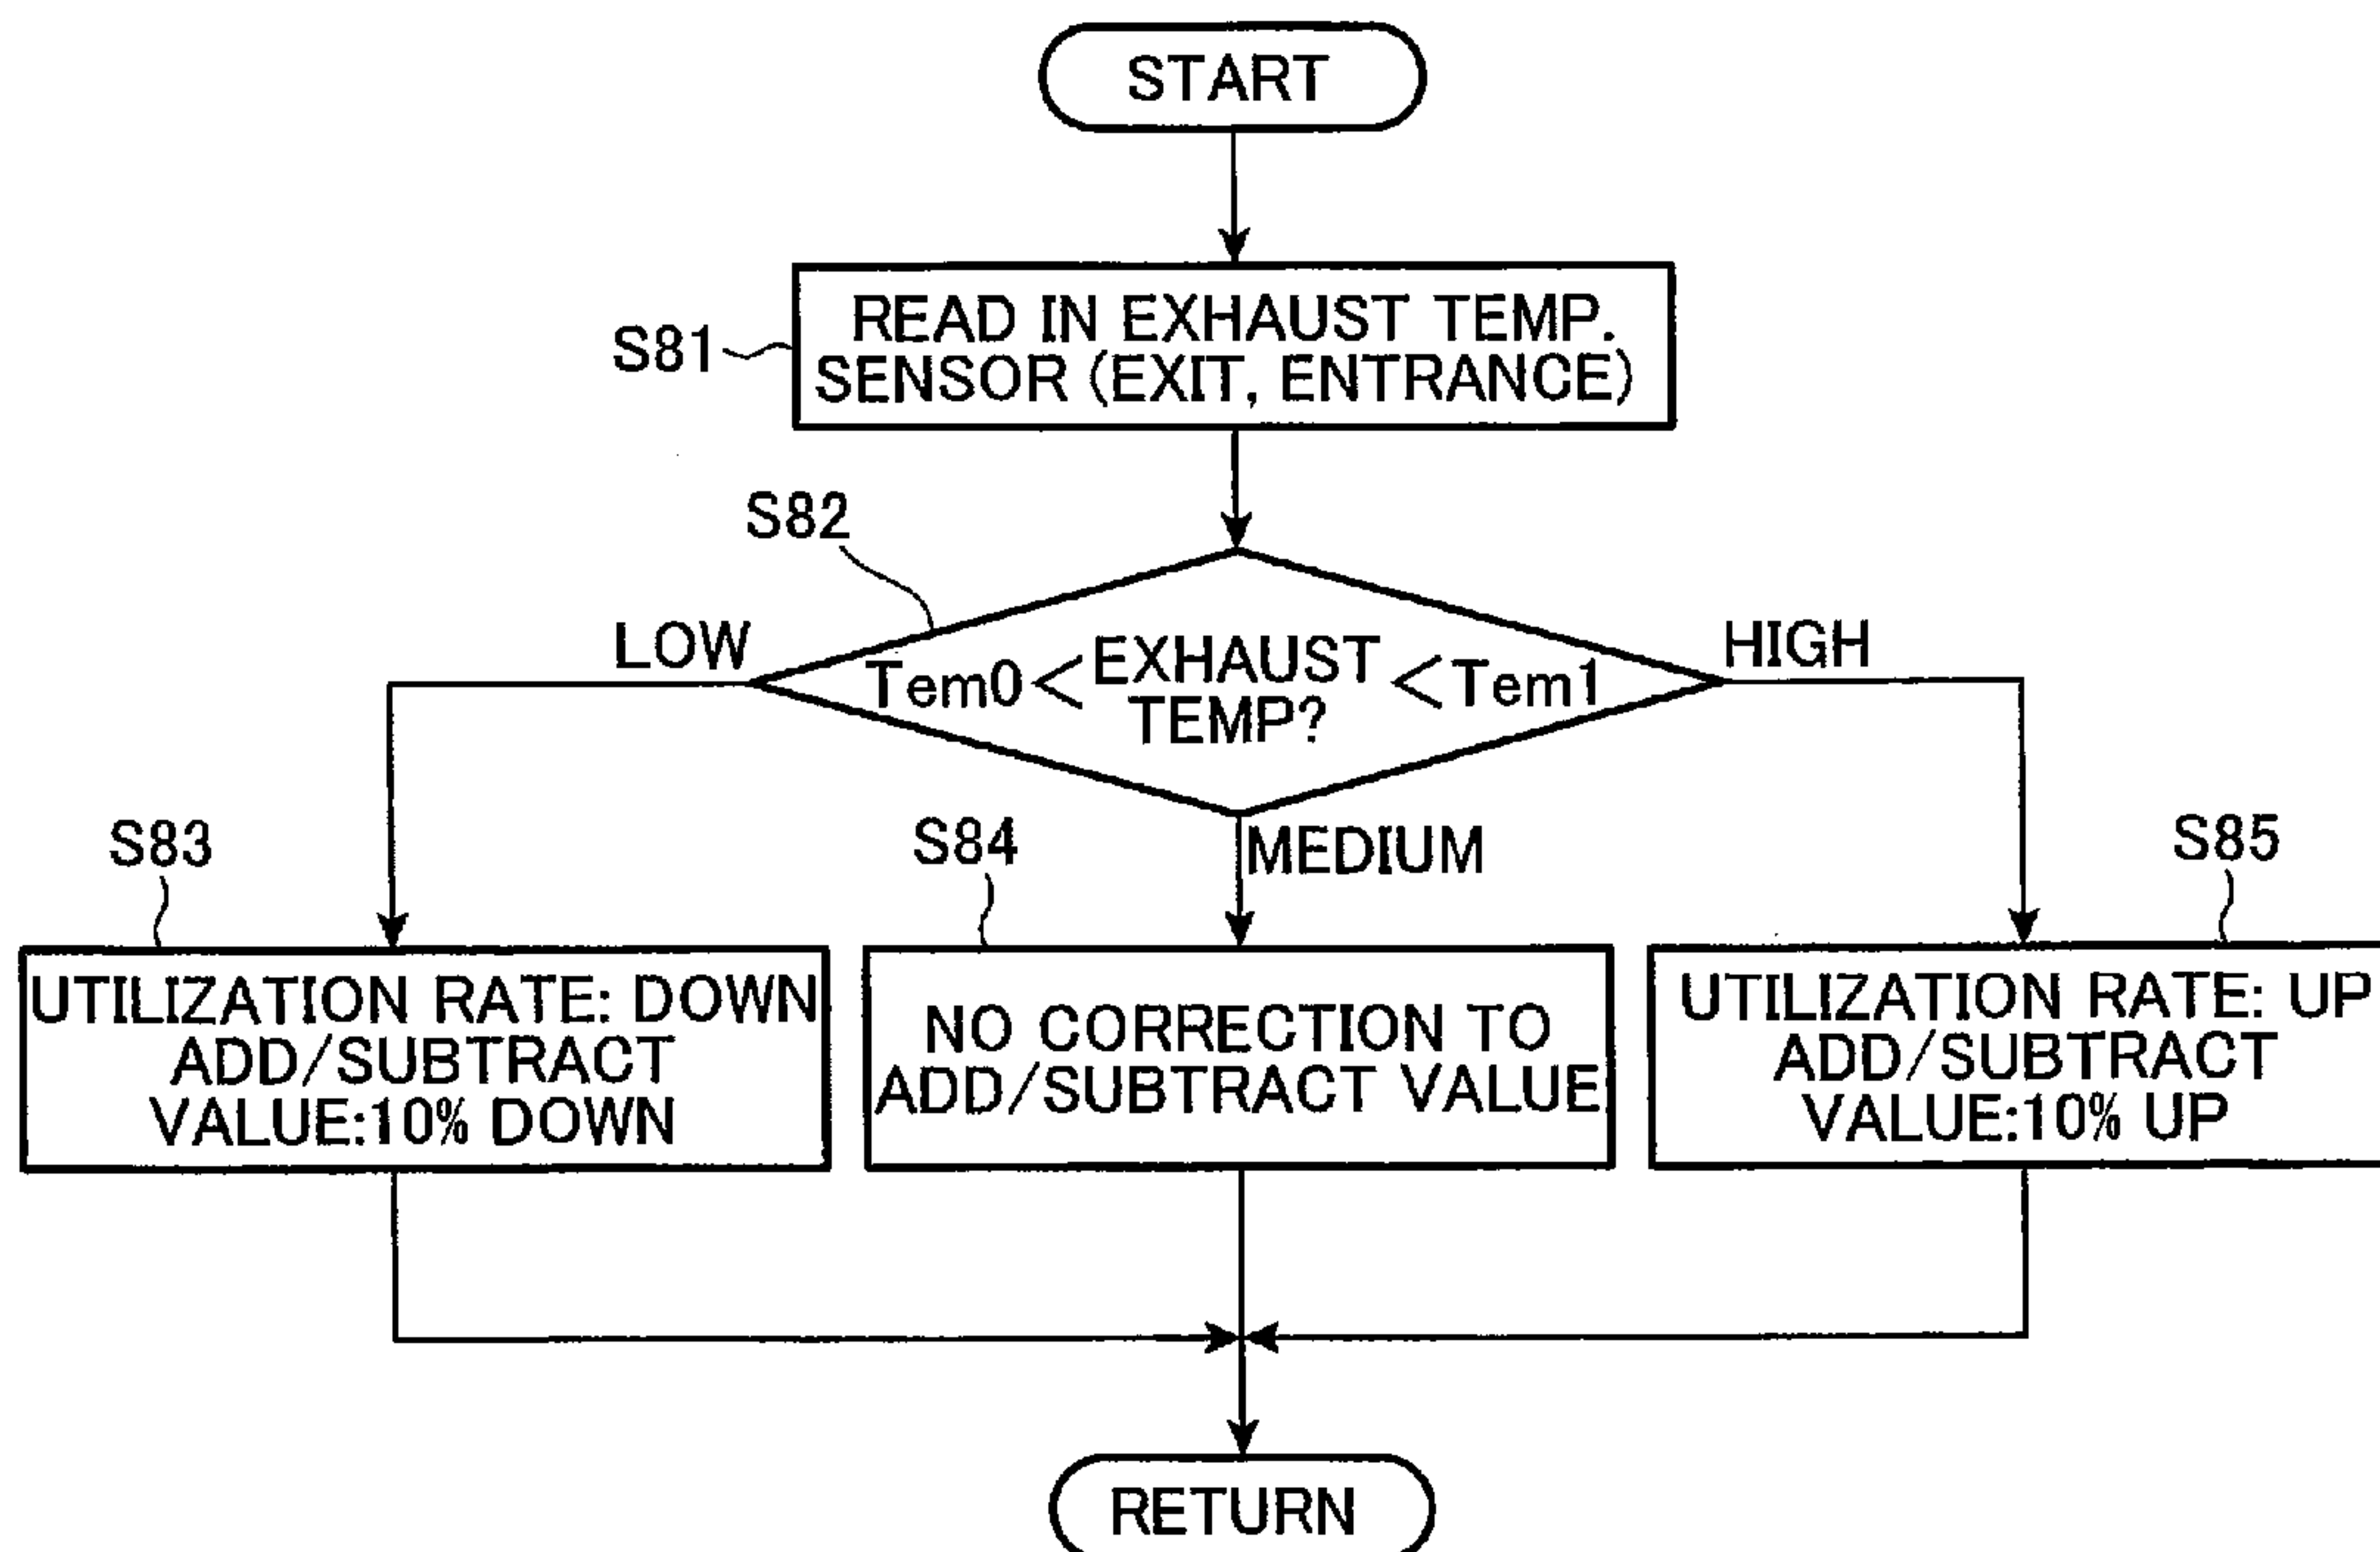 START
S81
READ IN EXHAUST TEMP.
SENSOR (EXIT, ENTRANCE)
S82
LOW
Tem0 < EXHAUST TEMP? < Tem1
HIGH
MEDIUM
S83
UTILIZATION RATE: DOWN
ADD/SUBTRACT
VALUE:10% DOWN
S84
NO CORRECTION TO
ADD/SUBTRACT VALUE
S85
UTILIZATION RATE: UP
ADD/SUBTRACT
VALUE:10% UP
RETURN